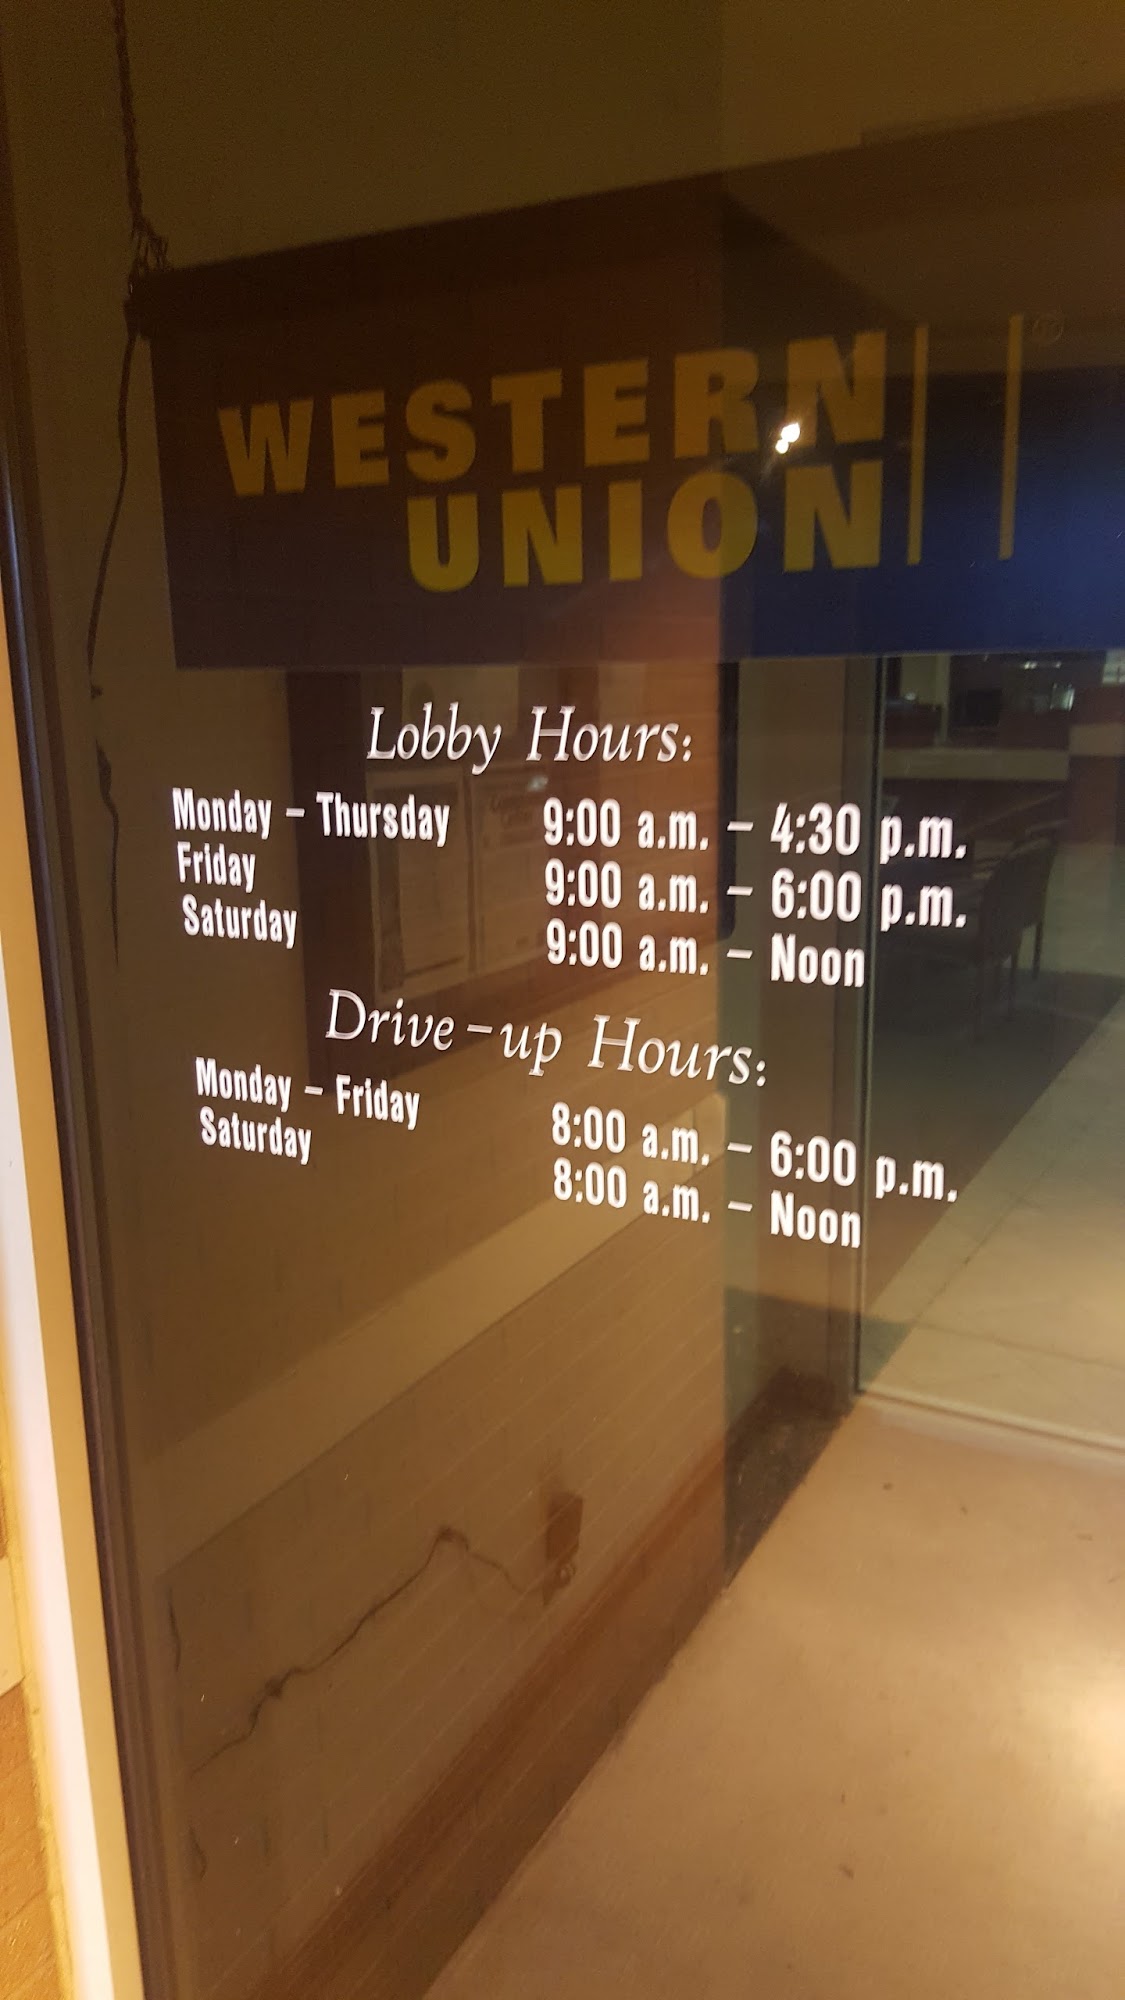 WESTERN
UNION
Lobby Hours:
Monday – Thursday 9:00 a.m. – 4:30 p.m.
Friday 9:00 a.m. – 6:00 p.m.
Saturday 9:00 a.m. – Noon
Drive-up Hours:
Monday – Friday 8:00 a.m. – 6:00 p.m.
Saturday 8:00 a.m. – Noon